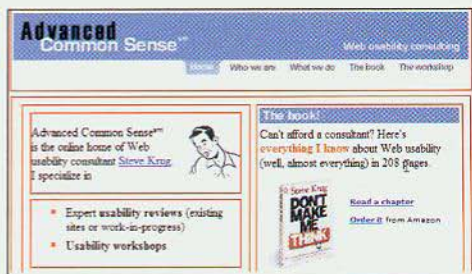 Advanced
Common Sense℠
Web usability consulting
Home Who we are What we do The book The workshop
Advanced Common Sense℠
is the online home of Web
usability consultant Steve Krug.
I specialize in
Expert usability reviews (existing
sites or work-in-progress)
Usability workshops
The book!
Can't afford a consultant? Here's
everything I know about Web usability
(well, almost everything) in 208 pages.
Steve Krug
DON'T
MAKE
ME
THINK
Read a chapter
Order it from Amazon